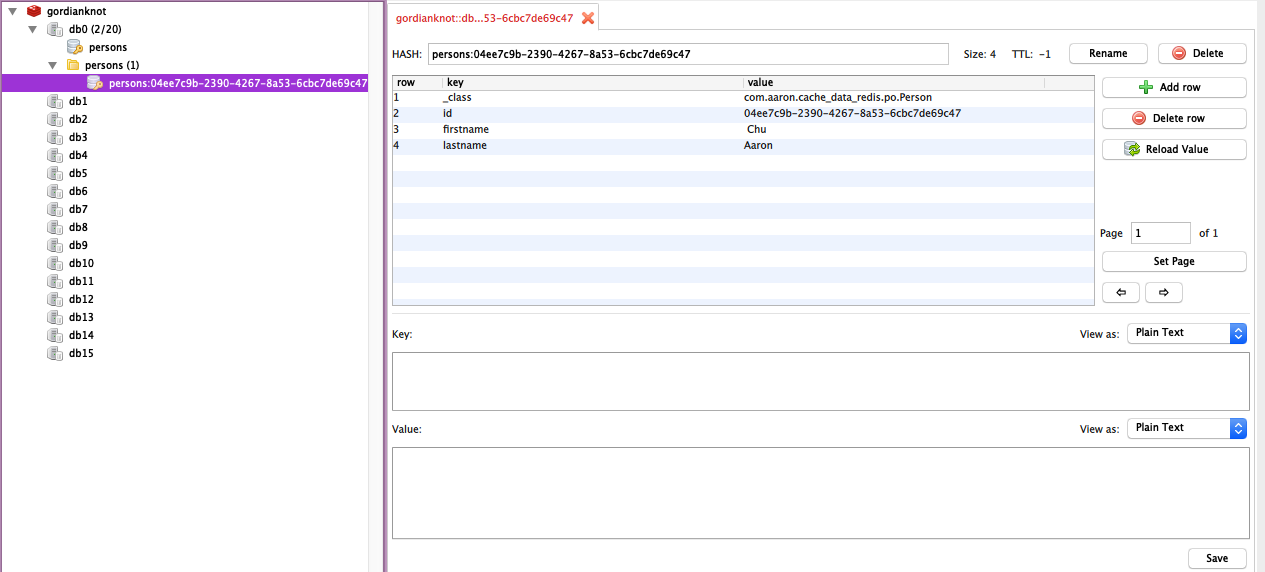 gordianknot
db0 (2/20)
persons
persons (1)
persons:04ee7c9b-2390-4267-8a53-6cbc7de69c47
db1
db2
db3
db4
db5
db6
db7
db8
db9
db10
db11
db12
db13
db14
db15
gordianknot::db...53-6cbc7de69c47
HASH: persons:04ee7c9b-2390-4267-8a53-6cbc7de69c47 Size: 4 TTL: -1 Rename Delete
row key value
1 _class com.aaron.cache_data_redis.po.Person
2 id 04ee7c9b-2390-4267-8a53-6cbc7de69c47
3 firstname Chu
4 lastname Aaron
Add row
Delete row
Reload Value
Page 1 of 1
Set Page
Key: View as: Plain Text
Value: View as: Plain Text
Save